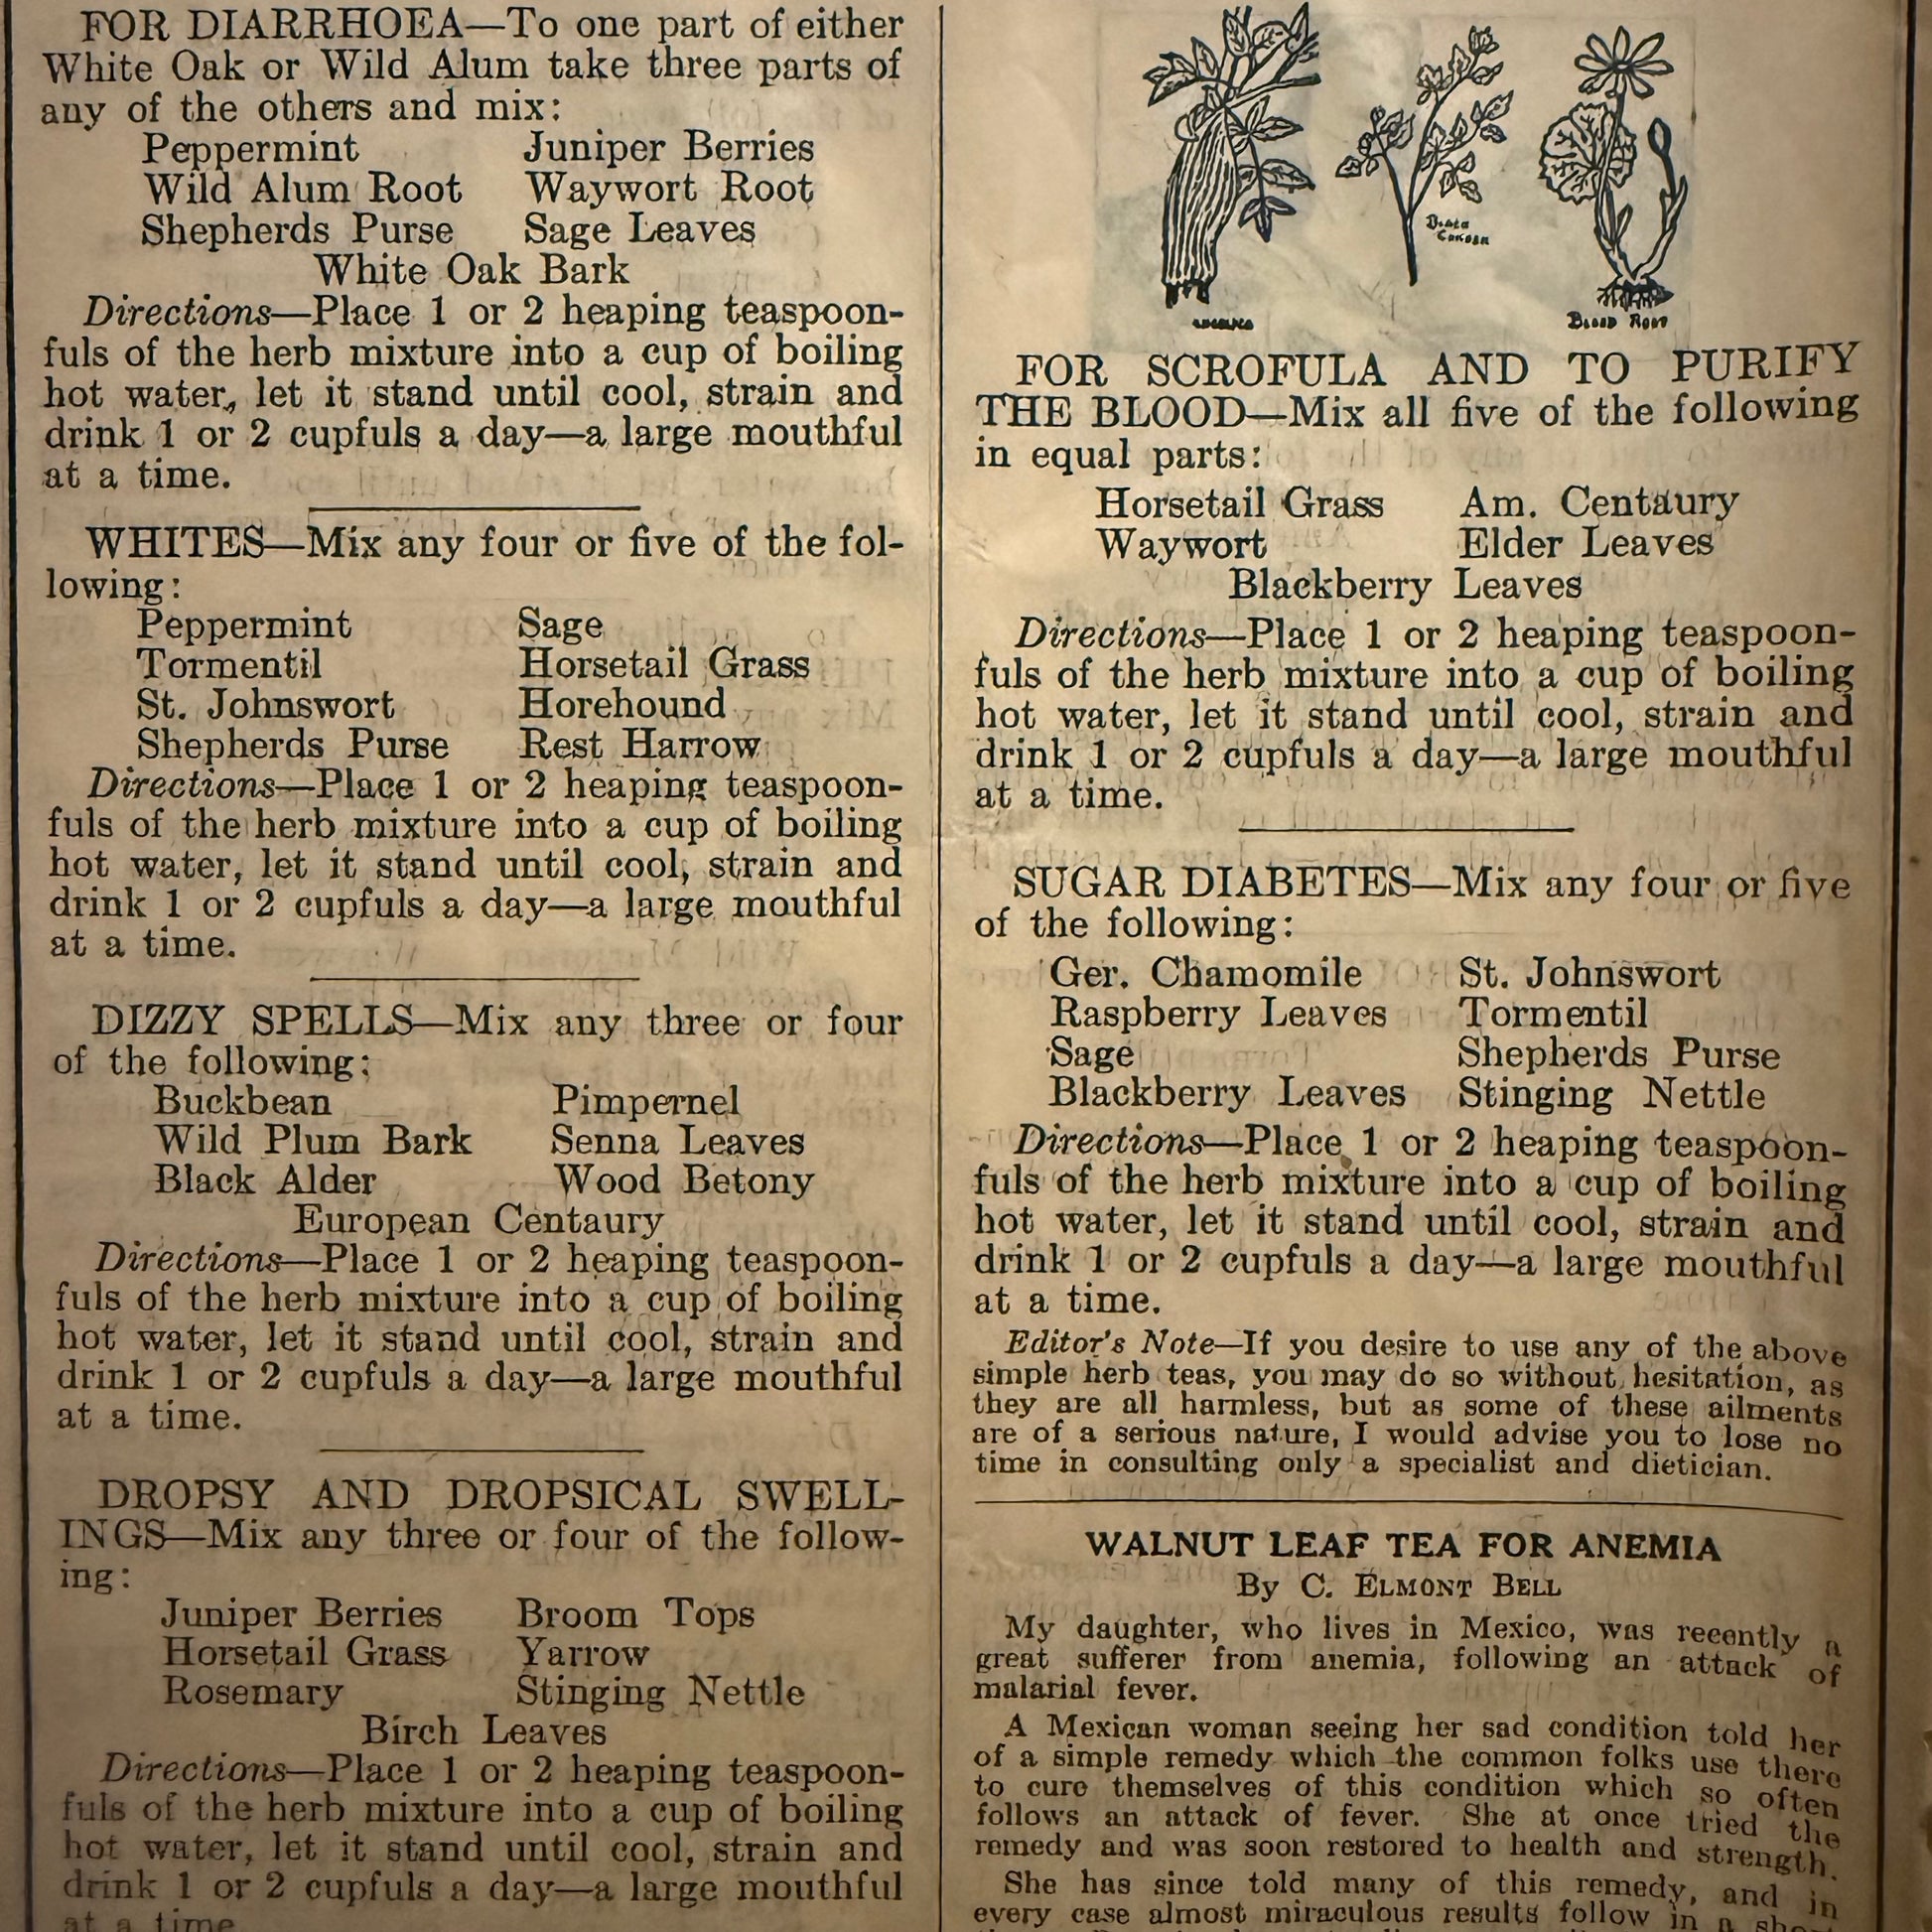 FOR DIARRHOEA—To one part of either
White Oak or Wild Alum take three parts of
any of the others and mix:
Peppermint Juniper Berries
Wild Alum Root Waywort Root
Shepherds Purse Sage Leaves
White Oak Bark
Directions—Place 1 or 2 heaping teaspoon-
fuls of the herb mixture into a cup of boiling
hot water, let it stand until cool, strain and
drink 1 or 2 cupfuls a day—a large mouthful
at a time.
WHITES—Mix any four or five of the fol-
lowing:
Peppermint Sage
Tormentil Horsetail Grass
St. Johnswort Horehound
Shepherds Purse Rest Harrow
Directions—Place 1 or 2 heaping teaspoon-
fuls of the herb mixture into a cup of boiling
hot water, let it stand until cool, strain and
drink 1 or 2 cupfuls a day—a large mouthful
at a time.
DIZZY SPELLS—Mix any three or four
of the following:
Buckbean Pimpernel
Wild Plum Bark Senna Leaves
Black Alder Wood Betony
European Centaury
Directions—Place 1 or 2 heaping teaspoon-
fuls of the herb mixture into a cup of boiling
hot water, let it stand until cool, strain and
drink 1 or 2 cupfuls a day—a large mouthful
at a time.
DROPSY AND DROPSICAL SWELL-
INGS—Mix any three or four of the follow-
ing:
Juniper Berries Broom Tops
Horsetail Grass Yarrow
Rosemary Stinging Nettle
Birch Leaves
Directions—Place 1 or 2 heaping teaspoon-
fuls of the herb mixture into a cup of boiling
hot water, let it stand until cool, strain and
drink 1 or 2 cupfuls a day—a large mouthful
at a time
Blood Root
FOR SCROFULA AND TO PURIFY
THE BLOOD—Mix all five of the following
in equal parts:
Horsetail Grass Am. Centaury
Waywort Elder Leaves
Blackberry Leaves
Directions—Place 1 or 2 heaping teaspoon-
fuls of the herb mixture into a cup of boiling
hot water, let it stand until cool, strain and
drink 1 or 2 cupfuls a day—a large mouthful
at a time.
SUGAR DIABETES—Mix any four or five
of the following:
Ger. Chamomile St. Johnswort
Raspberry Leaves Tormentil
Sage Shepherds Purse
Blackberry Leaves Stinging Nettle
Directions—Place 1 or 2 heaping teaspoon-
fuls of the herb mixture into a cup of boiling
hot water, let it stand until cool, strain and
drink 1 or 2 cupfuls a day—a large mouthful
at a time.
Editor's Note—If you desire to use any of the above
simple herb teas, you may do so without hesitation, as
they are all harmless, but as some of these ailments
are of a serious nature, I would advise you to lose no
time in consulting only a specialist and dietician.
WALNUT LEAF TEA FOR ANEMIA
By C. ELMONT BELL
My daughter, who lives in Mexico, was recently a
great sufferer from anemia, following an attack of
malarial fever.
A Mexican woman seeing her sad condition told her
of a simple remedy which the common folks use there
to cure themselves of this condition which so often
follows an attack of fever. She at once tried the
remedy and was soon restored to health and strength.
She has since told many of this remedy, and in
every case almost miraculous results follow in a